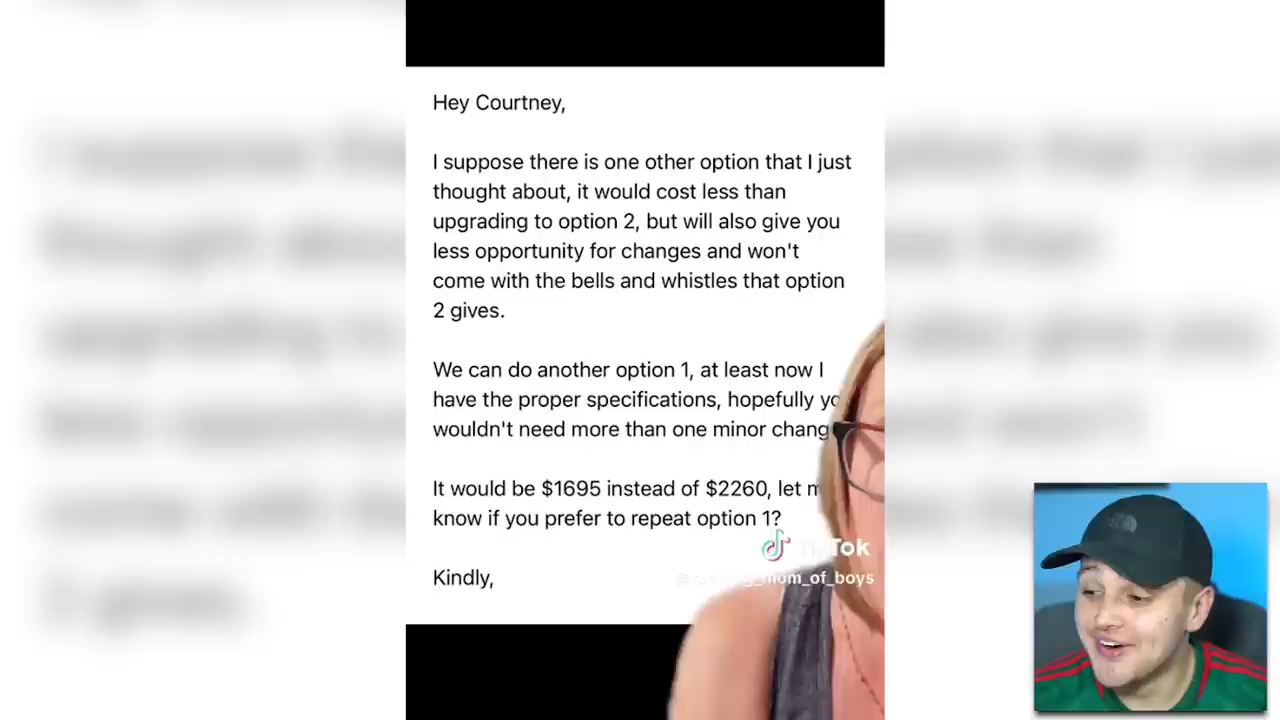 Hey Courtney,
I suppose there is one other option that I just
thought about, it would cost less than
upgrading to option 2, but will also give you
less opportunity for changes and won't
come with the bells and whistles that option
2 gives.
We can do another option 1, at least now I
have the proper specifications, hopefully
wouldn't need more than one minor
It would be $1695 instead of $2260, let
know if you prefer to repeat option 1?
TikTok
Kindly,